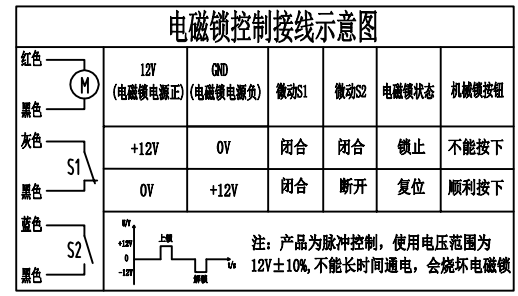 电磁锁控制接线示意图
红色
M
黑色
12V
(电磁锁电源正)
GND
(电磁锁电源负)
微动S1
微动S2
电磁锁状态
机械锁按钮
灰色
S1
黑色
+12V
0V
闭合
闭合
锁止
不能按下
0V
+12V
闭合
断开
复位
顺利按下
蓝色
S2
黑色
U/V
+12V
0
-12V
上锁
解锁
t/s
注：产品为脉冲控制，使用电压范围为
12V±10%,不能长时间通电，会烧坏电磁锁